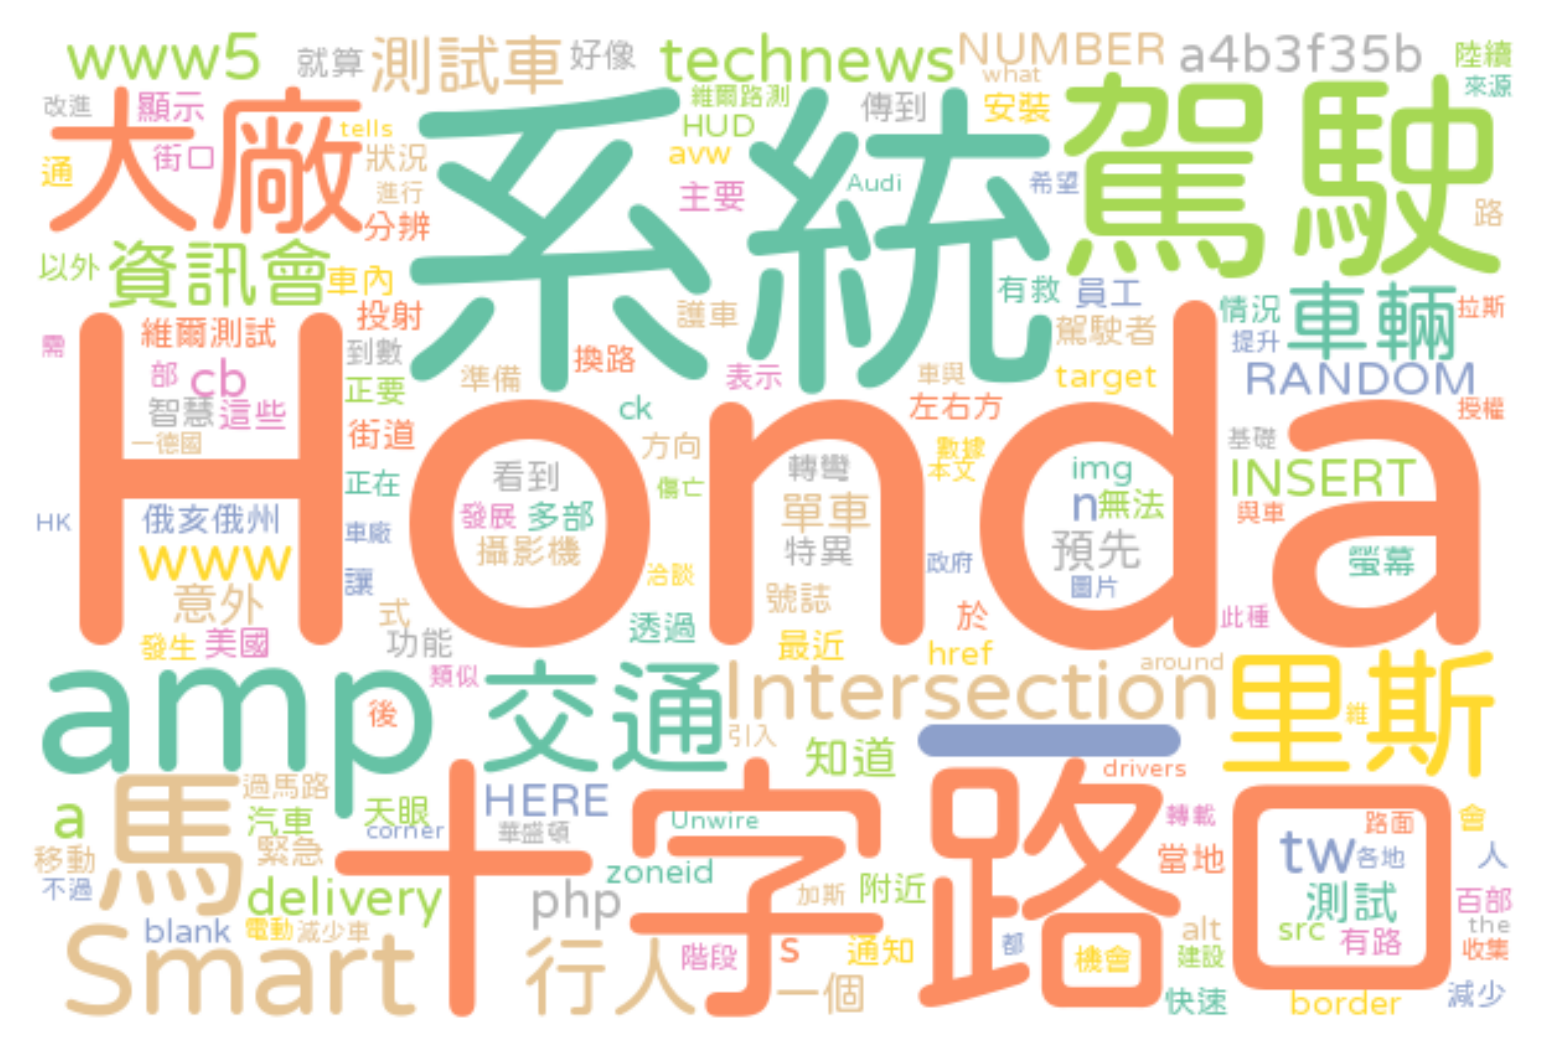 www5 就算 測試車 好像 technews NUMBER what a4b3f35b 陸續
來源
改進 顯示 tells 維爾路測 傳到 安裝
大廠 系統 駕駛
HUD
通 街口 狀況 avw Audi 希望
進行 主要 路
分辨
以外 資訊會 車內 有救 員工 車輛
投射 護車 駕駛者 情況 拉斯
需 維爾測試 到數 換路 提升
部 cb 正要 準備 表示 車與 target RANDOM
智慧 這些 ck 左右方 授權
一德國 街道 方向 數據 基礎
Honda
看到 轉彎 本文 img INSERT
正在 傷亡
HK 俄亥俄州 車廠 發展 多部 單車 n 無法 與車
www 攝影機 特異 政府 預先 螢幕
讓 洽談 圖片
意外 式 號誌 於 此種
發生 美國 功能 透過 最近 href around
amp 類似 交通 Intersection 里斯
後 維
引入 知道 一 drivers
馬 過馬路 十字路口
a 汽車 天眼 HERE Unwire 轉載 路面 會
corner 華盛頓 tw 各地 人
移動 緊急 zoneid 當地
不過 delivery php 加斯 附近 測試 百部
blank 電動 減少車 alt src the
Smart 行人 階段 s 通知 都 機會 建設 有路 收集
一個 快速 border 減少